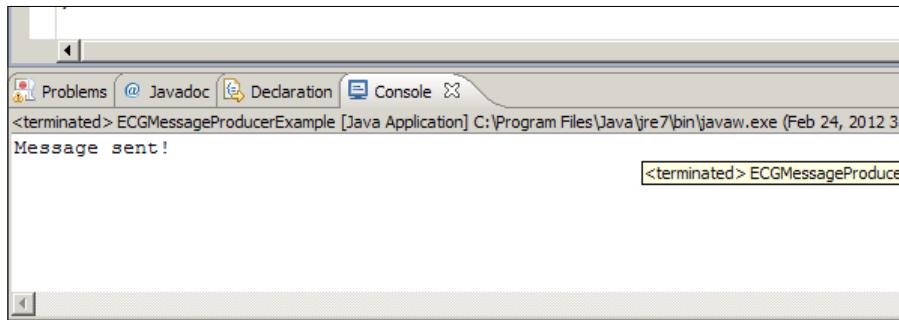 Problems @ Javadoc Declaration Console
<terminated> ECGMessageProducerExample [Java Application] C:\Program Files\Java\jre7\bin\javaw.exe (Feb 24, 2012 3
Message sent!
<terminated> ECGMessageProduce